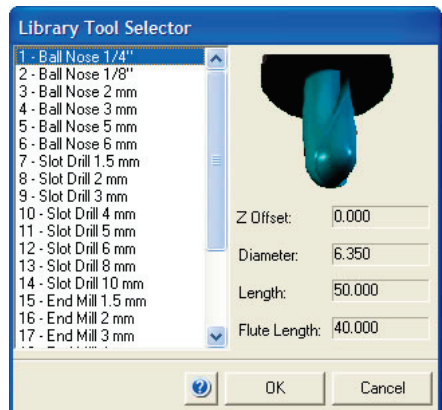 Library Tool Selector
1 - Ball Nose 1/4"
2 - Ball Nose 1/8"
3 - Ball Nose 2 mm
4 - Ball Nose 3 mm
5 - Ball Nose 5 mm
6 - Ball Nose 6 mm
7 - Slot Drill 1.5 mm
8 - Slot Drill 2 mm
9 - Slot Drill 3 mm
10 - Slot Drill 4 mm
11 - Slot Drill 5 mm
12 - Slot Drill 6 mm
13 - Slot Drill 8 mm
14 - Slot Drill 10 mm
15 - End Mill 1.5 mm
16 - End Mill 2 mm
17 - End Mill 3 mm
Z Offset: 0.000
Diameter: 6.350
Length: 50.000
Flute Length: 40.000
? OK Cancel